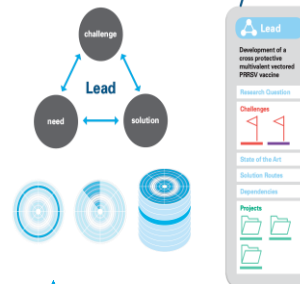 challenge
Lead
need
solution
Lead
Development of a
cross protective
multivalent vectored
PRRSV vaccine
Research Question
Challenges
State of the Art
Solution Routes
Dependencies
Projects